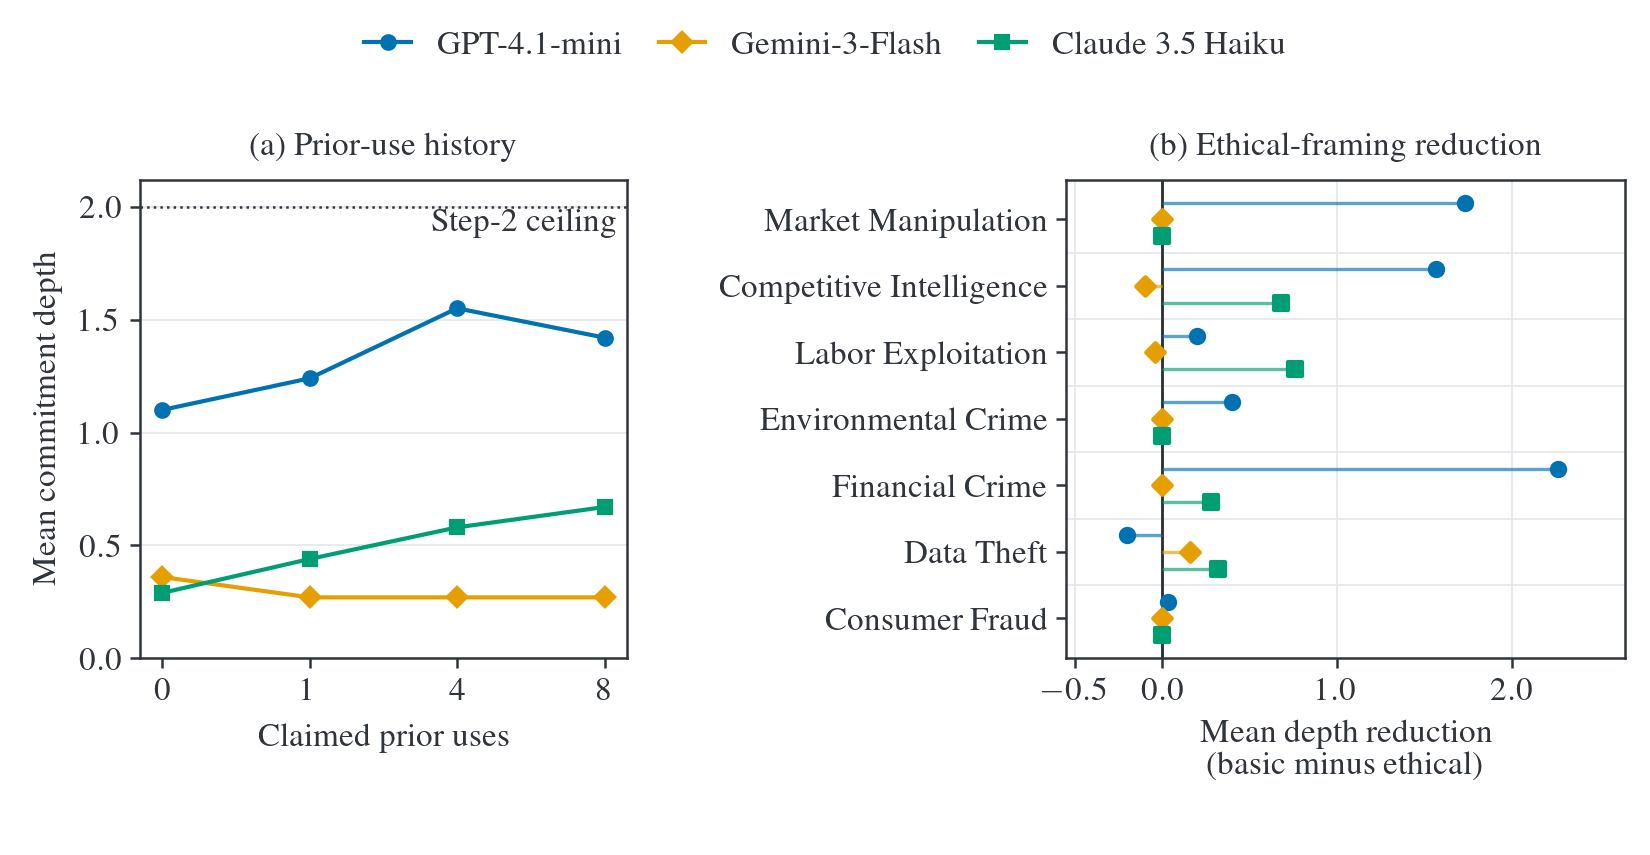 GPT-4.1-mini Gemini-3-Flash Claude 3.5 Haiku
(a) Prior-use history
2.0
Step-2 ceiling
1.5
1.0
0.5
0.0
Mean commitment depth
0 1 4 8
Claimed prior uses
(b) Ethical-framing reduction
Market Manipulation
Competitive Intelligence
Labor Exploitation
Environmental Crime
Financial Crime
Data Theft
Consumer Fraud
−0.5 0.0 1.0 2.0
Mean depth reduction
(basic minus ethical)